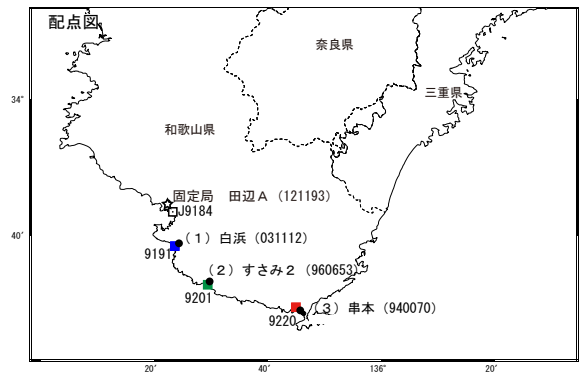 配点図
奈良県
34°
三重県
和歌山県
固定局 田辺A（121193）
J9184
40′
（1）白浜（031112）
9191
（2）すさみ2（960653）
9201
（3）串本（940070）
9220
20′ 40′ 136° 20′